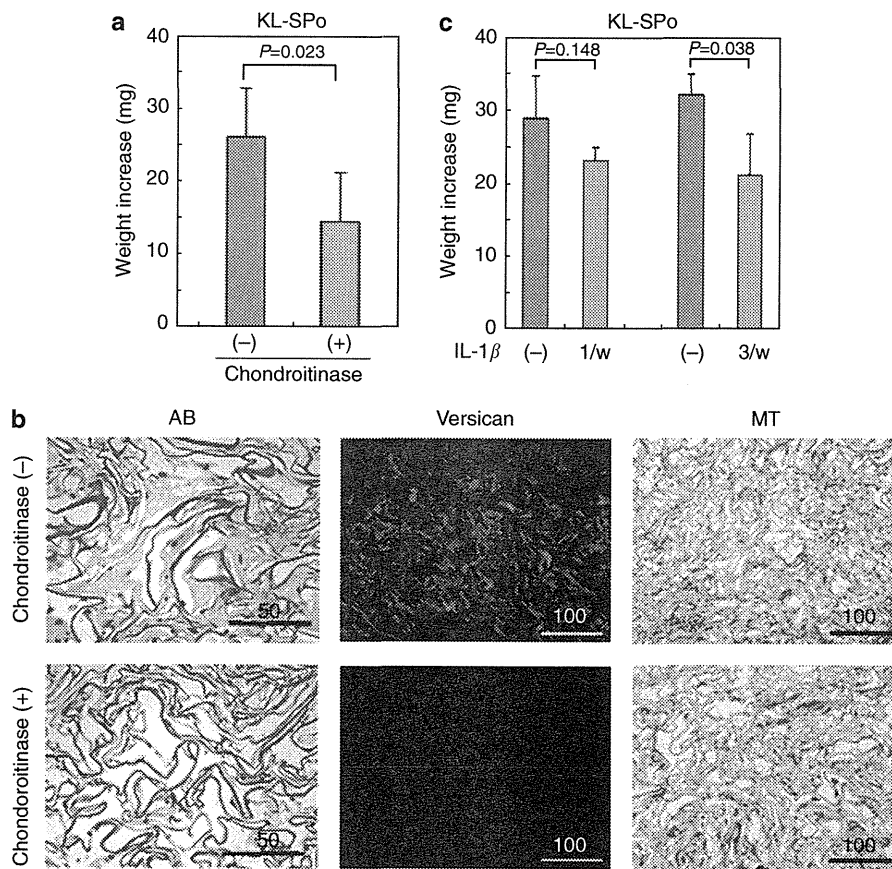 a
KL-SPo
P=0.023
40
30
20
10
0
Weight increase (mg)
(–)
(+)
Chondroitinase
c
KL-SPo
P=0.148
P=0.038
40
30
20
10
0
Weight increase (mg)
IL-1β
(–)
1/w
(–)
3/w
b
AB
Versican
MT
Chondroitinase (–)
50
100
100
Chondoroitinase (+)
50
100
100